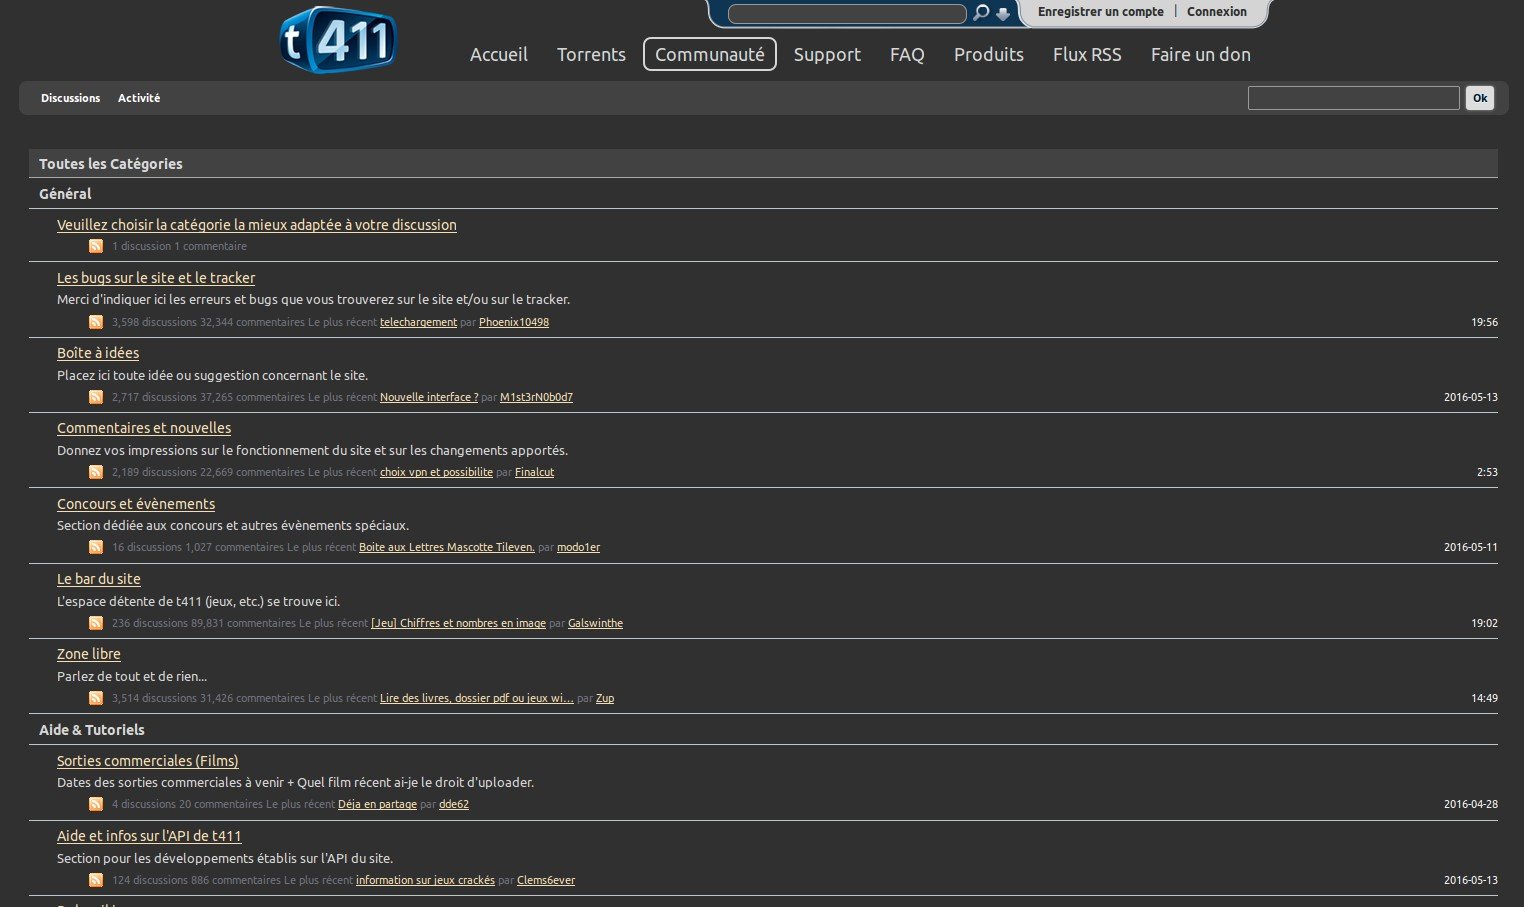 t411
Enregistrer un compte | Connexion
Accueil Torrents Communauté Support FAQ Produits Flux RSS Faire un don
Discussions Activité Ok
Toutes les Catégories
Général
Veuillez choisir la catégorie la mieux adaptée à votre discussion
1 discussion 1 commentaire
Les bugs sur le site et le tracker
Merci d'indiquer ici les erreurs et bugs que vous trouverez sur le site et/ou sur le tracker.
3,598 discussions 32,344 commentaires Le plus récent telechargement par Phoenix10498 19:56
Boîte à idées
Placez ici toute idée ou suggestion concernant le site.
2,717 discussions 37,265 commentaires Le plus récent Nouvelle interface ? par M1st3rN0b0d7 2016-05-13
Commentaires et nouvelles
Donnez vos impressions sur le fonctionnement du site et sur les changements apportés.
2,189 discussions 22,669 commentaires Le plus récent choix vpn et possibilite par Finalcut 2:53
Concours et évènements
Section dédiée aux concours et autres évènements spéciaux.
16 discussions 1,027 commentaires Le plus récent Boite aux Lettres Mascotte Tileven. par modo1er 2016-05-11
Le bar du site
L'espace détente de t411 (jeux, etc.) se trouve ici.
236 discussions 89,831 commentaires Le plus récent [Jeu] Chiffres et nombres en image par Galswinthe 19:02
Zone libre
Parlez de tout et de rien...
3,514 discussions 31,426 commentaires Le plus récent Lire des livres, dossier pdf ou jeux wi... par Zup 14:49
Aide & Tutoriels
Sorties commerciales (Films)
Dates des sorties commerciales à venir + Quel film récent ai-je le droit d'uploader.
4 discussions 20 commentaires Le plus récent Déja en partage par dde62 2016-04-28
Aide et infos sur l'API de t411
Section pour les développements établis sur l'API du site.
124 discussions 886 commentaires Le plus récent information sur jeux crackés par Clems6ever 2016-05-13